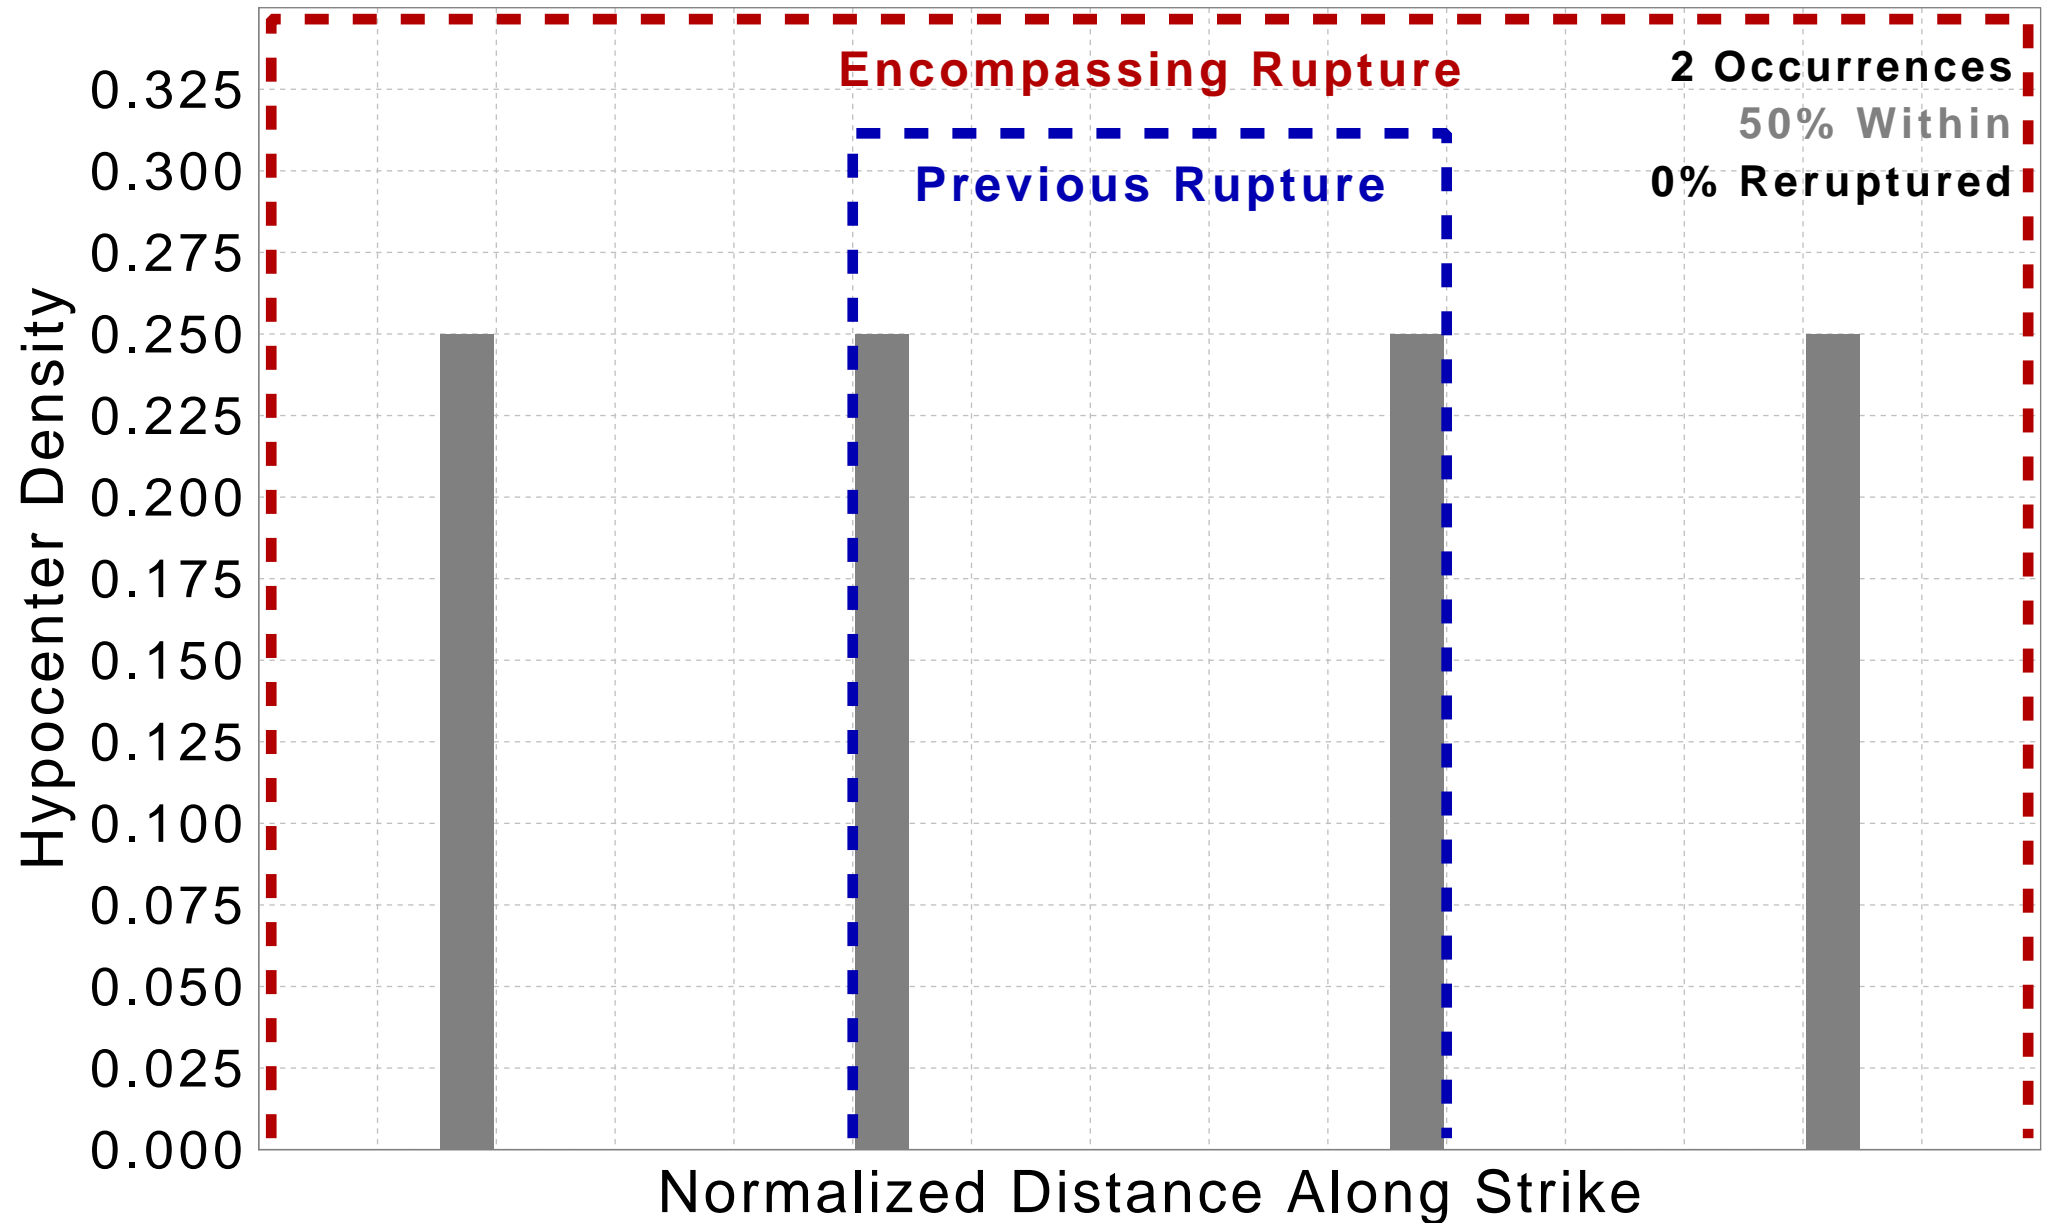 Encompassing Rupture
Previous Rupture
2 Occurrences
50% Within
0% Reruptured
Hypocenter Density
0.325
0.300
0.275
0.250
0.225
0.200
0.175
0.150
0.125
0.100
0.075
0.050
0.025
0.000
Normalized Distance Along Strike